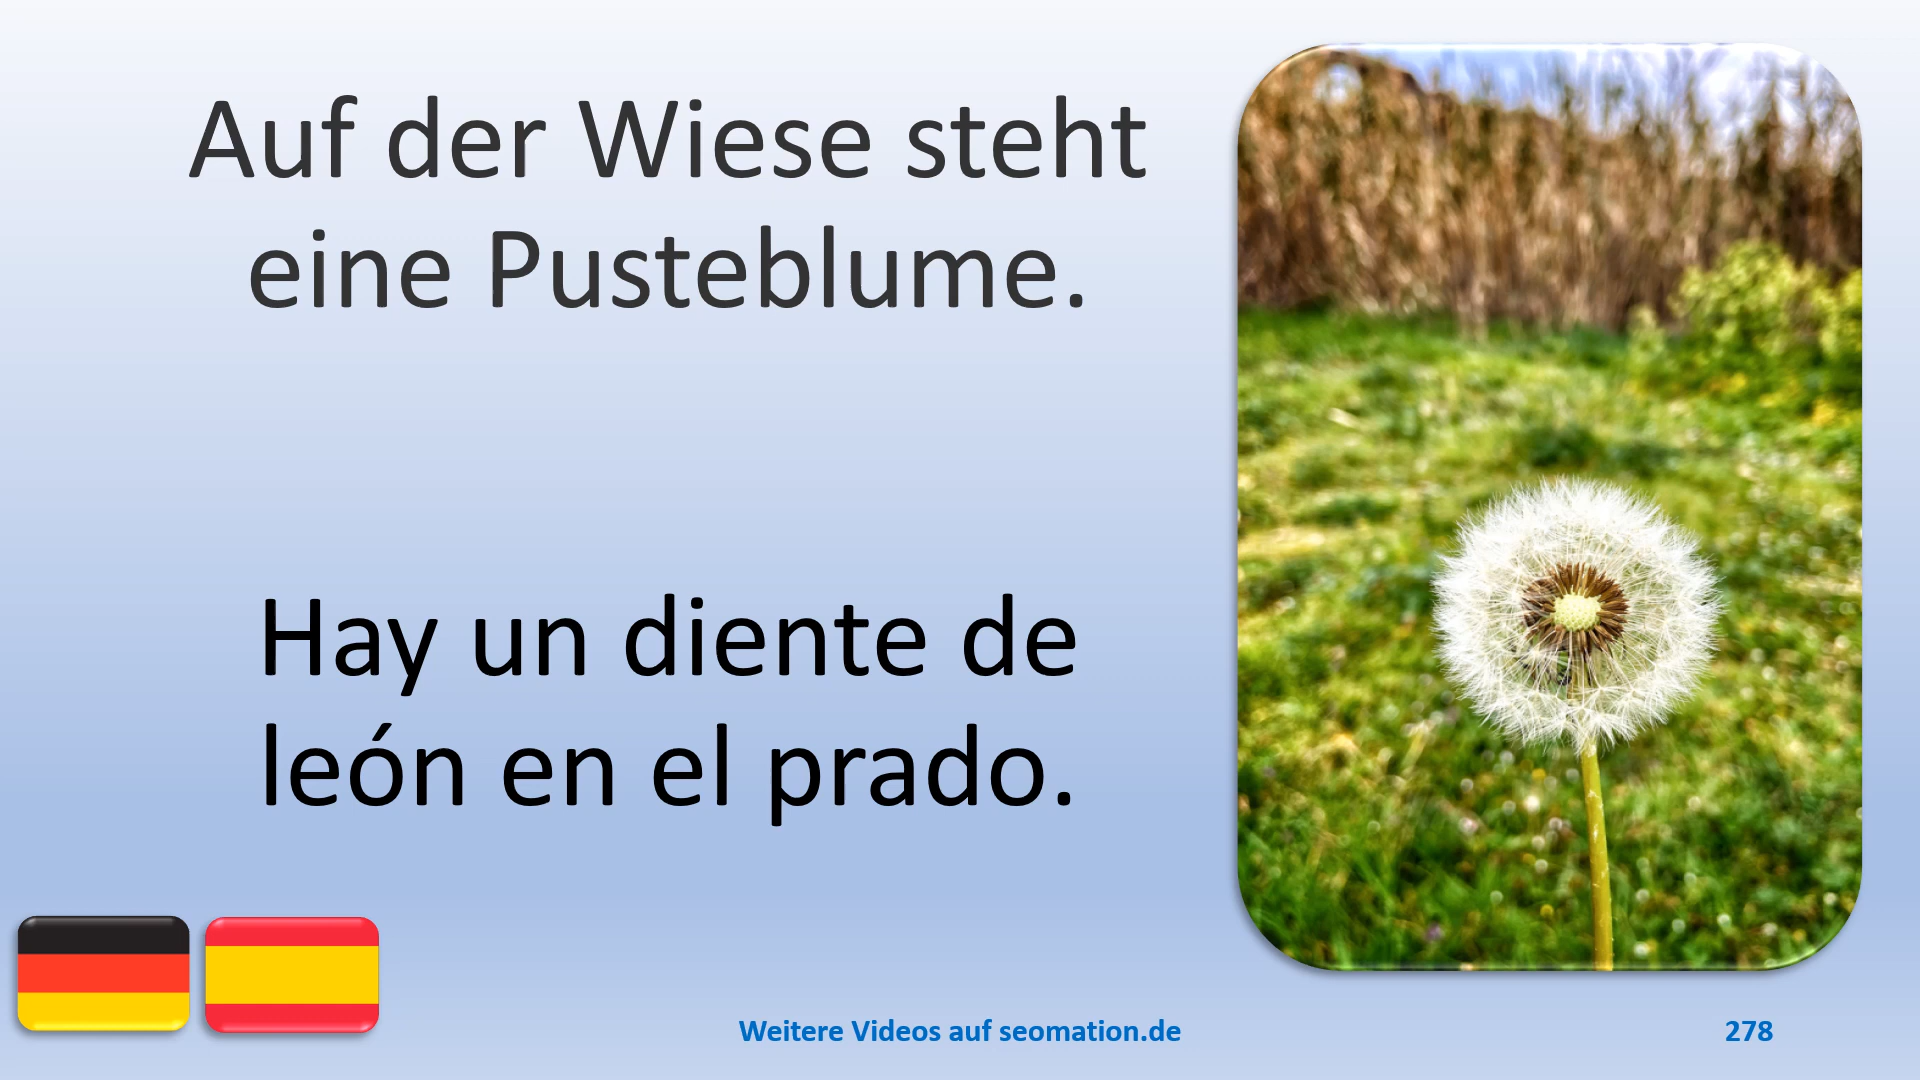 Auf der Wiese steht
eine Pusteblume.
Hay un diente de
león en el prado.
Weitere Videos auf seomation.de
278